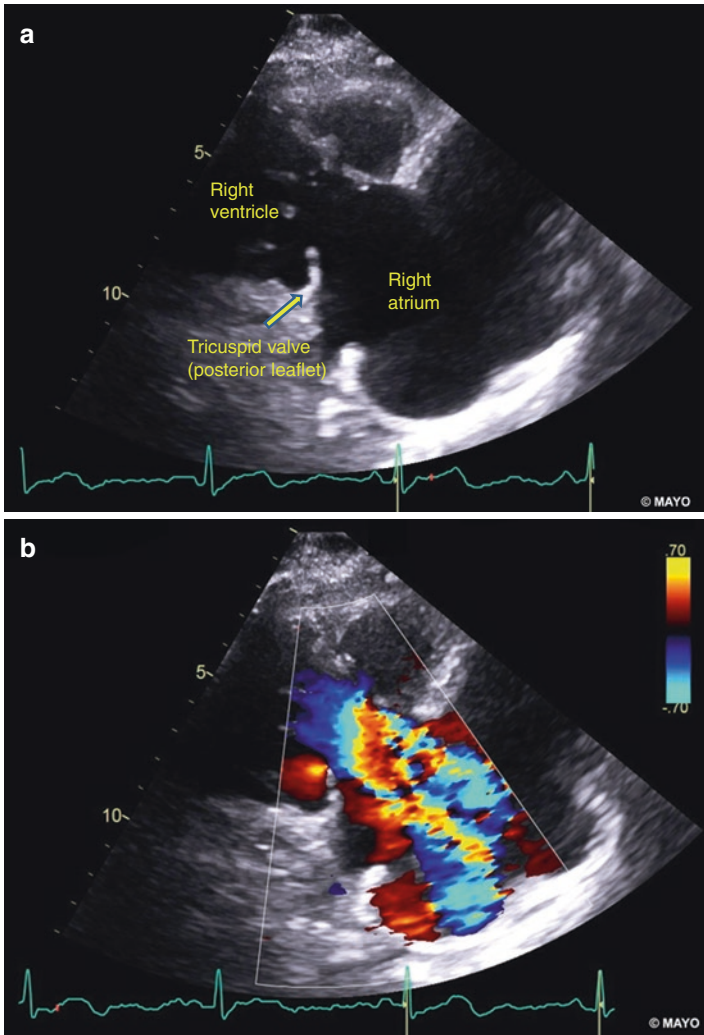 a
5
Right
ventricle
Right
atrium
10
Tricuspid valve
(posterior leaflet)
© MAYO
b
.70
5
-.70
10
© MAYO